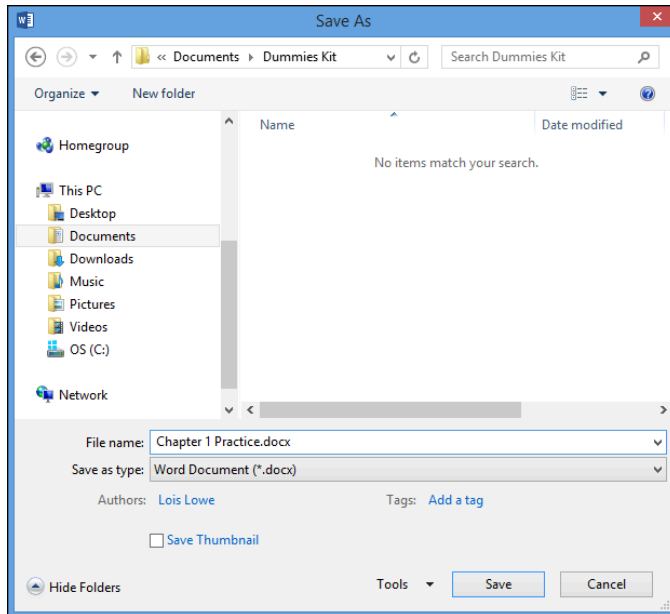 Save As
« Documents Dummies Kit Search Dummies Kit
Organize New folder
Name Date modified
No items match your search.
Homegroup
This PC
Desktop
Documents
Downloads
Music
Pictures
Videos
OS (C:)
Network
File name: Chapter 1 Practice.docx
Save as type: Word Document (*.docx)
Authors: Lois Lowe Tags: Add a tag
Save Thumbnail
Hide Folders Tools Save Cancel